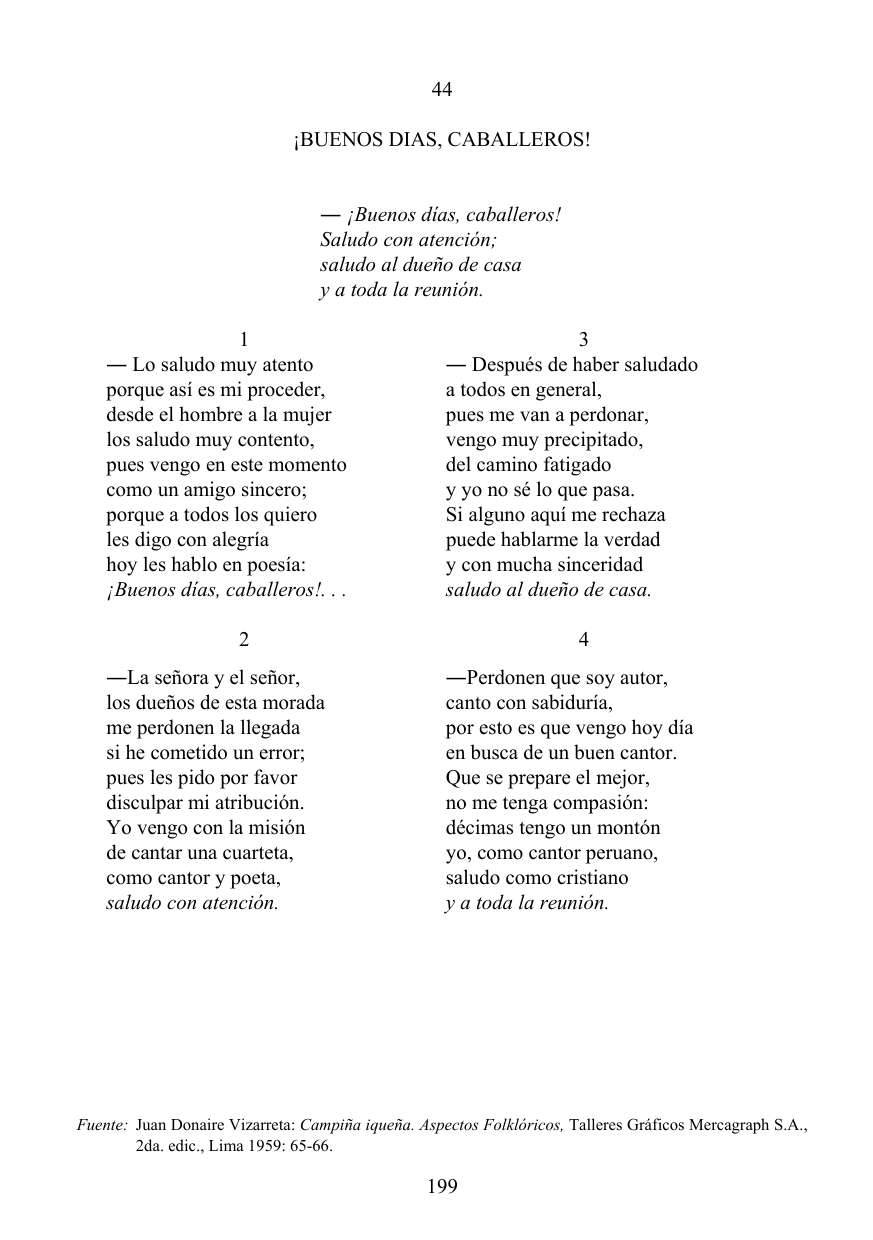 44
¡BUENOS DIAS, CABALLEROS!
— ¡Buenos días, caballeros!
Saludo con atención;
saludo al dueño de casa
y a toda la reunión.
1
— Lo saludo muy atento
porque así es mi proceder,
desde el hombre a la mujer
los saludo muy contento,
pues vengo en este momento
como un amigo sincero;
porque a todos los quiero
les digo con alegría
hoy les hablo en poesía:
¡Buenos días, caballeros!. . .
2
—La señora y el señor,
los dueños de esta morada
me perdonen la llegada
si he cometido un error;
pues les pido por favor
disculpar mi atribución.
Yo vengo con la misión
de cantar una cuarteta,
como cantor y poeta,
saludo con atención.
3
— Después de haber saludado
a todos en general,
pues me van a perdonar,
vengo muy precipitado,
del camino fatigado
y yo no sé lo que pasa.
Si alguno aquí me rechaza
puede hablarme la verdad
y con mucha sinceridad
saludo al dueño de casa.
4
—Perdonen que soy autor,
canto con sabiduría,
por esto es que vengo hoy día
en busca de un buen cantor.
Que se prepare el mejor,
no me tenga compasión:
décimas tengo un montón
yo, como cantor peruano,
saludo como cristiano
y a toda la reunión.
Fuente: Juan Donaire Vizarreta: Campiña iqueña. Aspectos Folklóricos, Talleres Gráficos Mercagraph S.A.,
2da. edic., Lima 1959: 65-66.
199